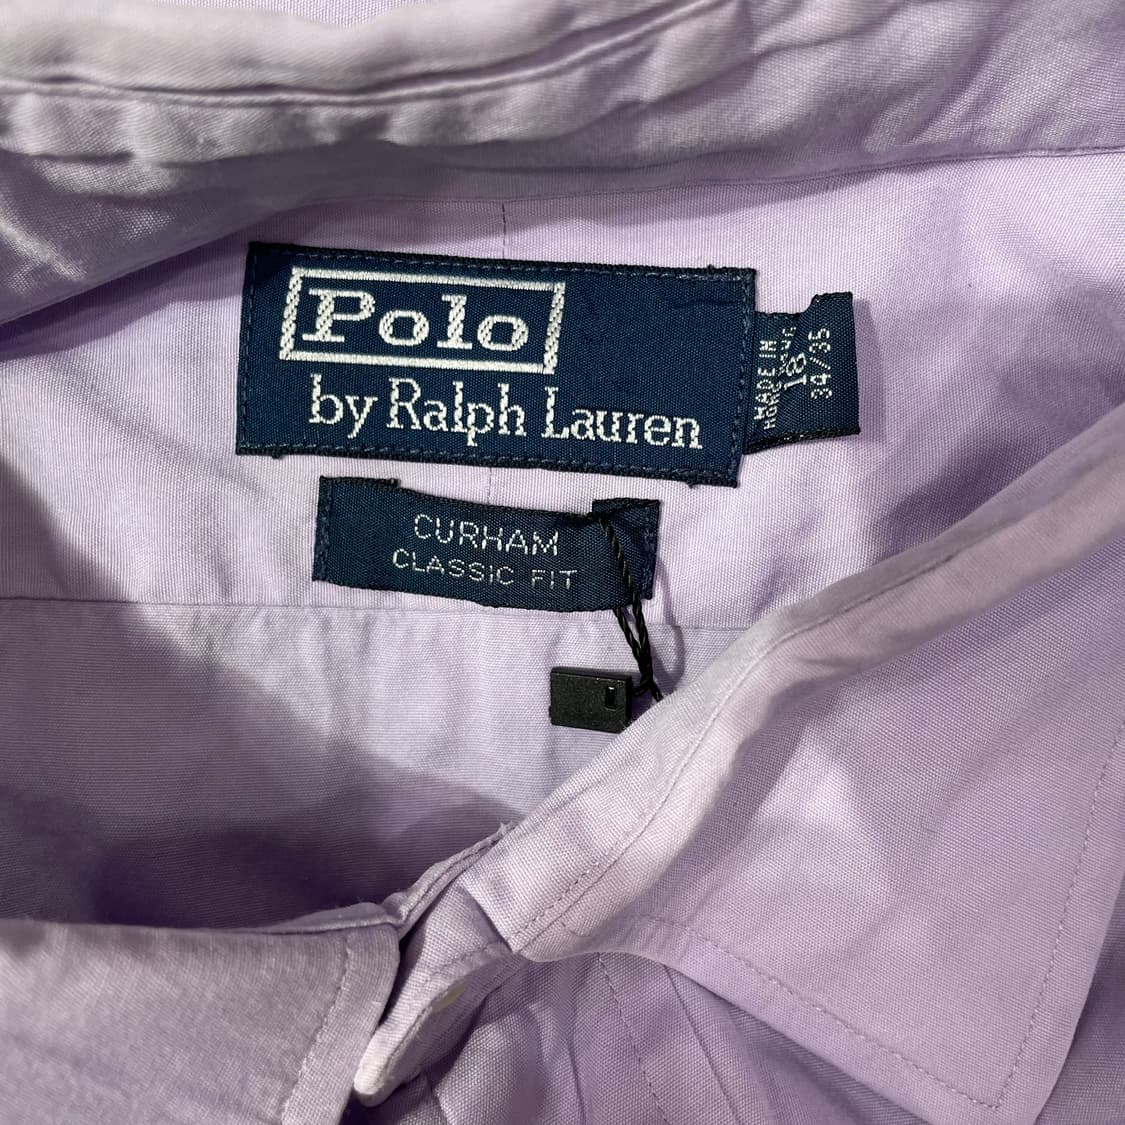 Polo
by Ralph Lauren
MADE IN
18
34/35
CURHAM
CLASSIC FIT